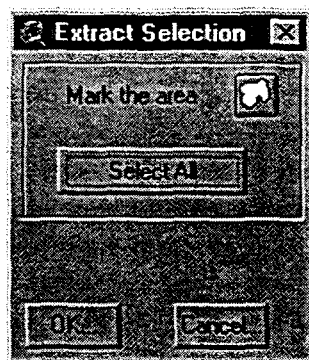 Extract Selection
Mark the area
Select All
OK
Cancel